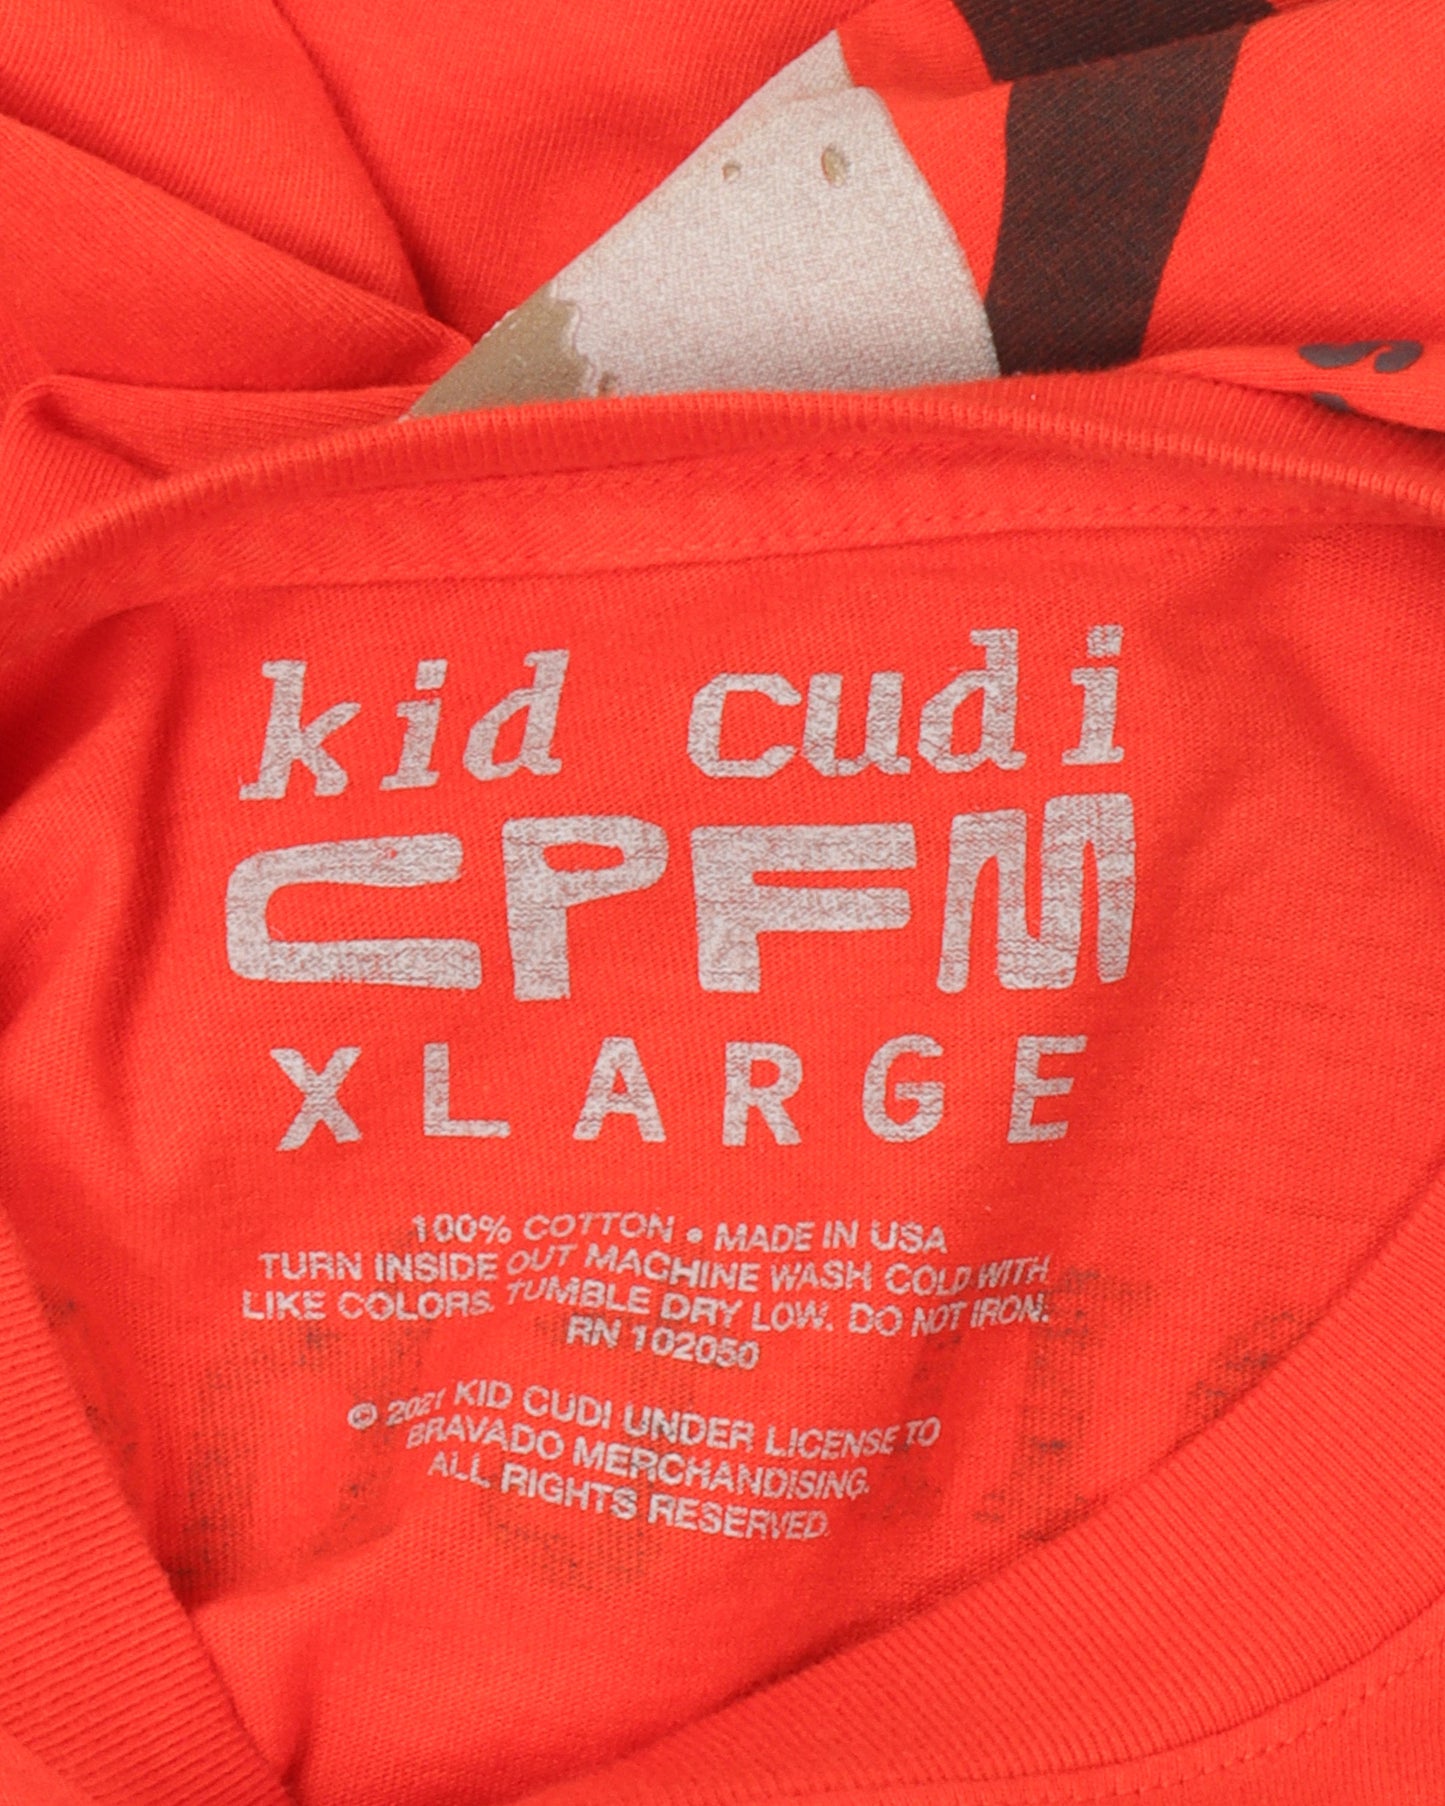 kid cudi
CPFM
XLARGE
100% COTTON • MADE IN USA
TURN INSIDE OUT MACHINE WASH COLD WITH
LIKE COLORS. TUMBLE DRY LOW. DO NOT IRON.
RN 102050
© 2021 KID CUDI UNDER LICENSE TO
BRAVADO MERCHANDISING.
ALL RIGHTS RESERVED.